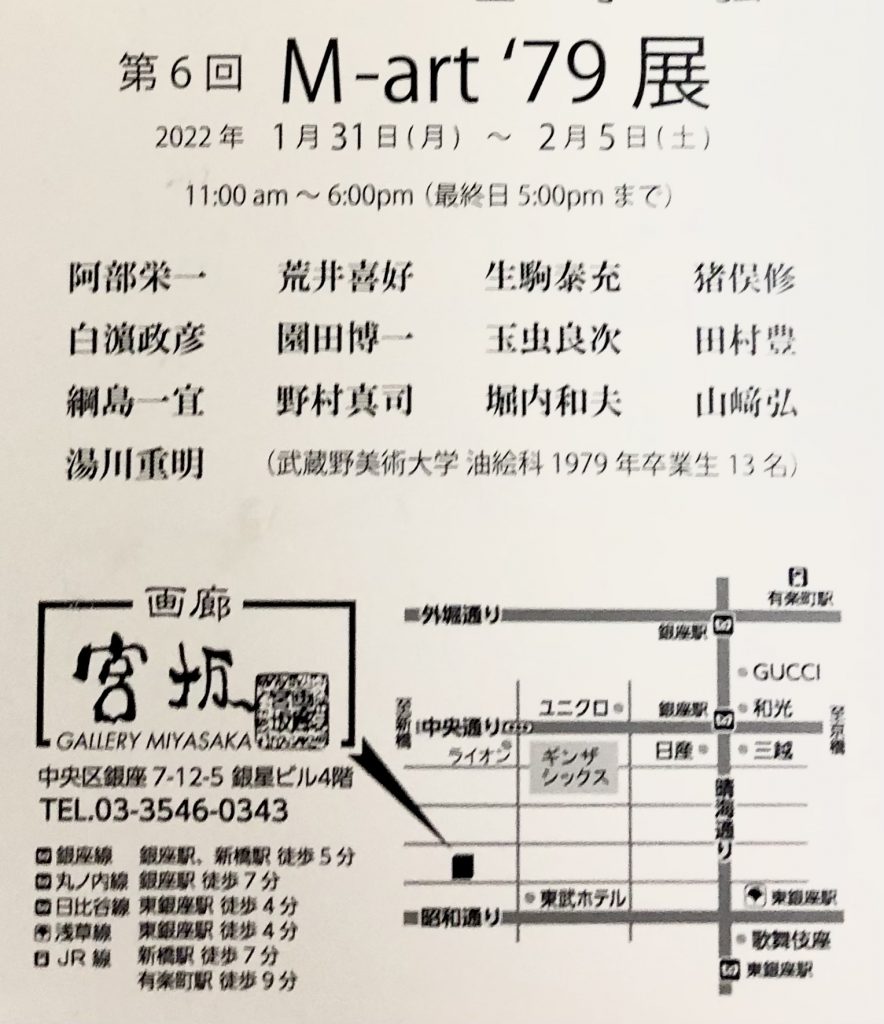 第6回 M-art ‘79 展
2022年 1月31日(月) ～ 2月5日(土)
11:00 am ～ 6:00pm (最終日 5:00pm まで)
阿部栄一 荒井喜好 生駒泰充 猪俣修
白濵政彦 園田博一 玉虫良次 田村豊
綱島一宜 野村真司 堀内和夫 山﨑弘
湯川重明 (武蔵野美術大学 油絵科 1979年卒業生 13名)
画廊
宮坂
GALLERY MIYASAKA
中央区銀座 7-12-5 銀星ビル4階
TEL.03-3546-0343
銀座線 銀座駅、新橋駅 徒歩5分
丸ノ内線 銀座駅 徒歩7分
日比谷線 東銀座駅 徒歩4分
浅草線 東銀座駅 徒歩4分
JR線 新橋駅 徒歩7分
有楽町駅 徒歩9分
有楽町駅
外堀通り
銀座駅
GUCCI
至新橋
中央通り
ユニクロ
銀座駅
和光
至京橋
ライオン
ギンザ
シックス
日産
三越
晴海通り
東武ホテル
東銀座駅
昭和通り
歌舞伎座
東銀座駅